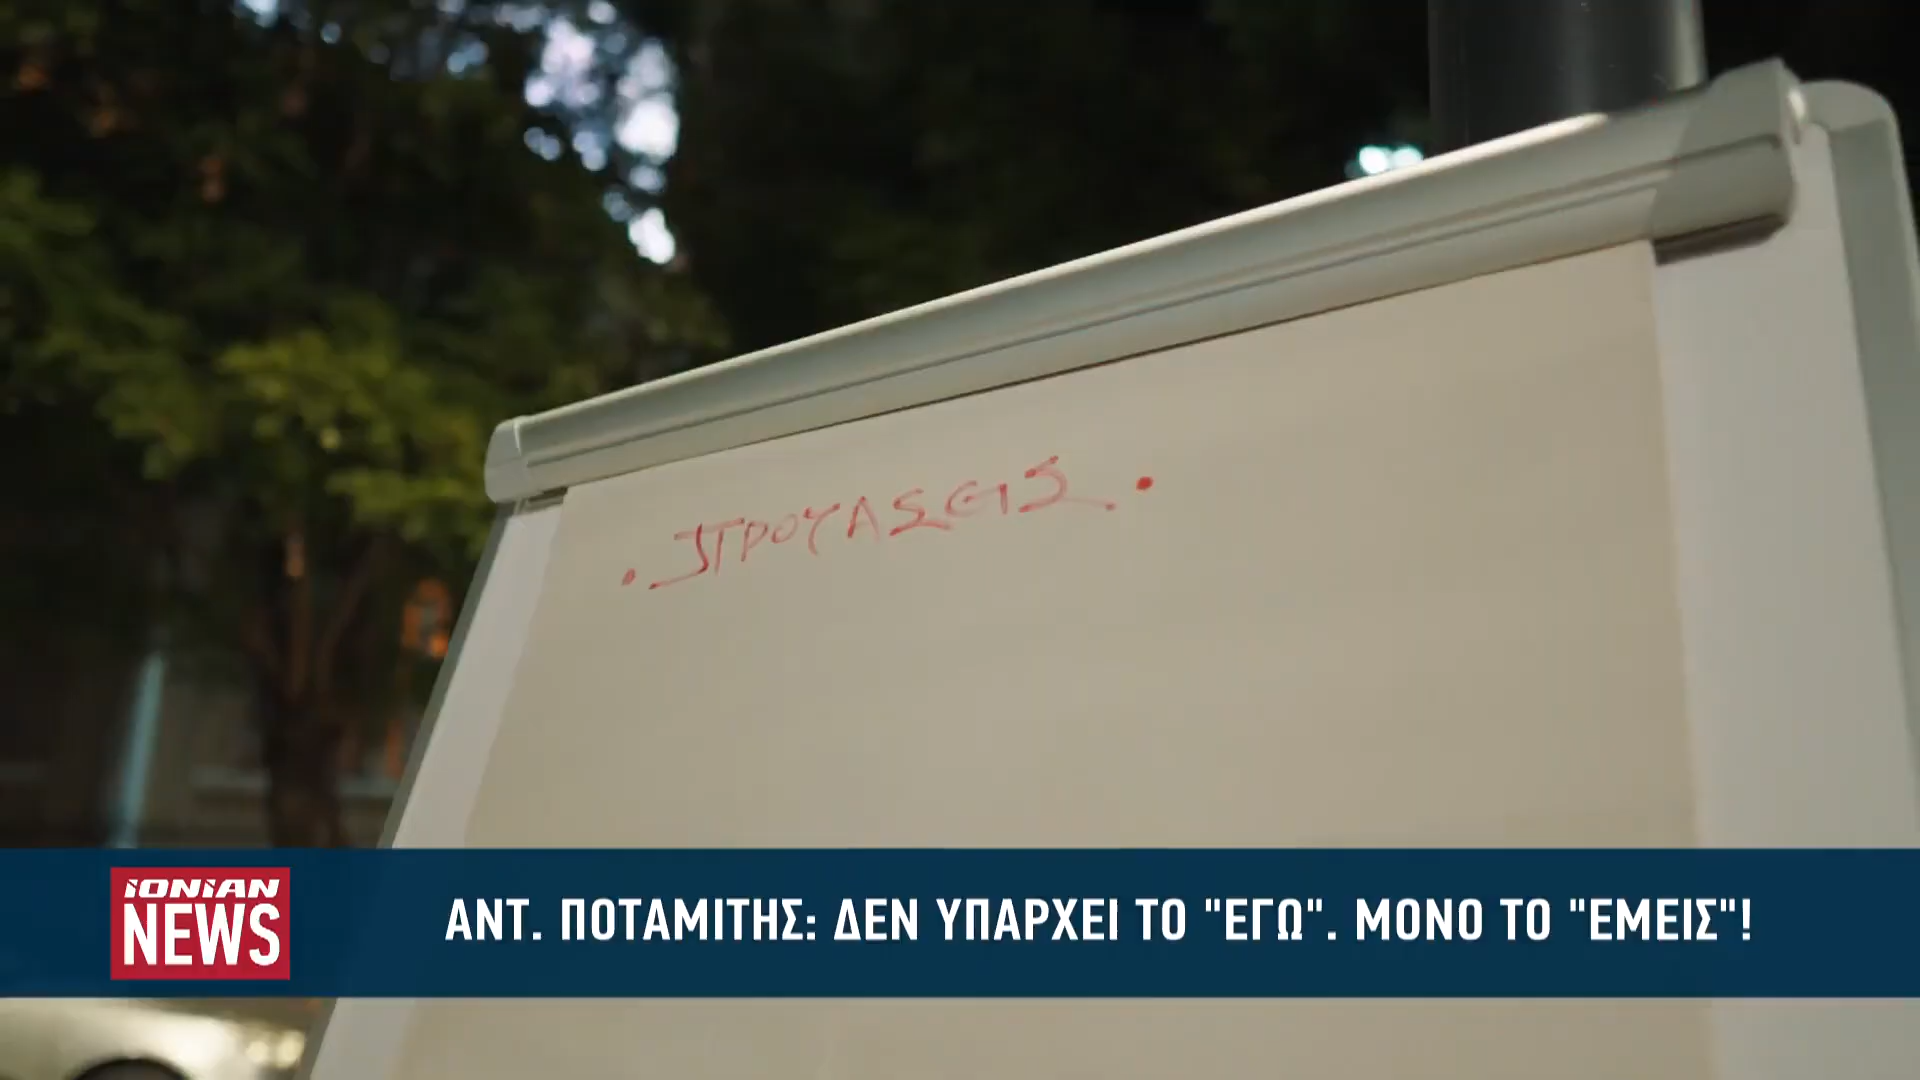 . ΠΡΟΤΑΣΕΙΣ .
IONIAN
NEWS
ΑΝΤ. ΠΟΤΑΜΙΤΗΣ: ΔΕΝ ΥΠΑΡΧΕΙ ΤΟ "ΕΓΩ". ΜΟΝΟ ΤΟ "ΕΜΕΙΣ"!